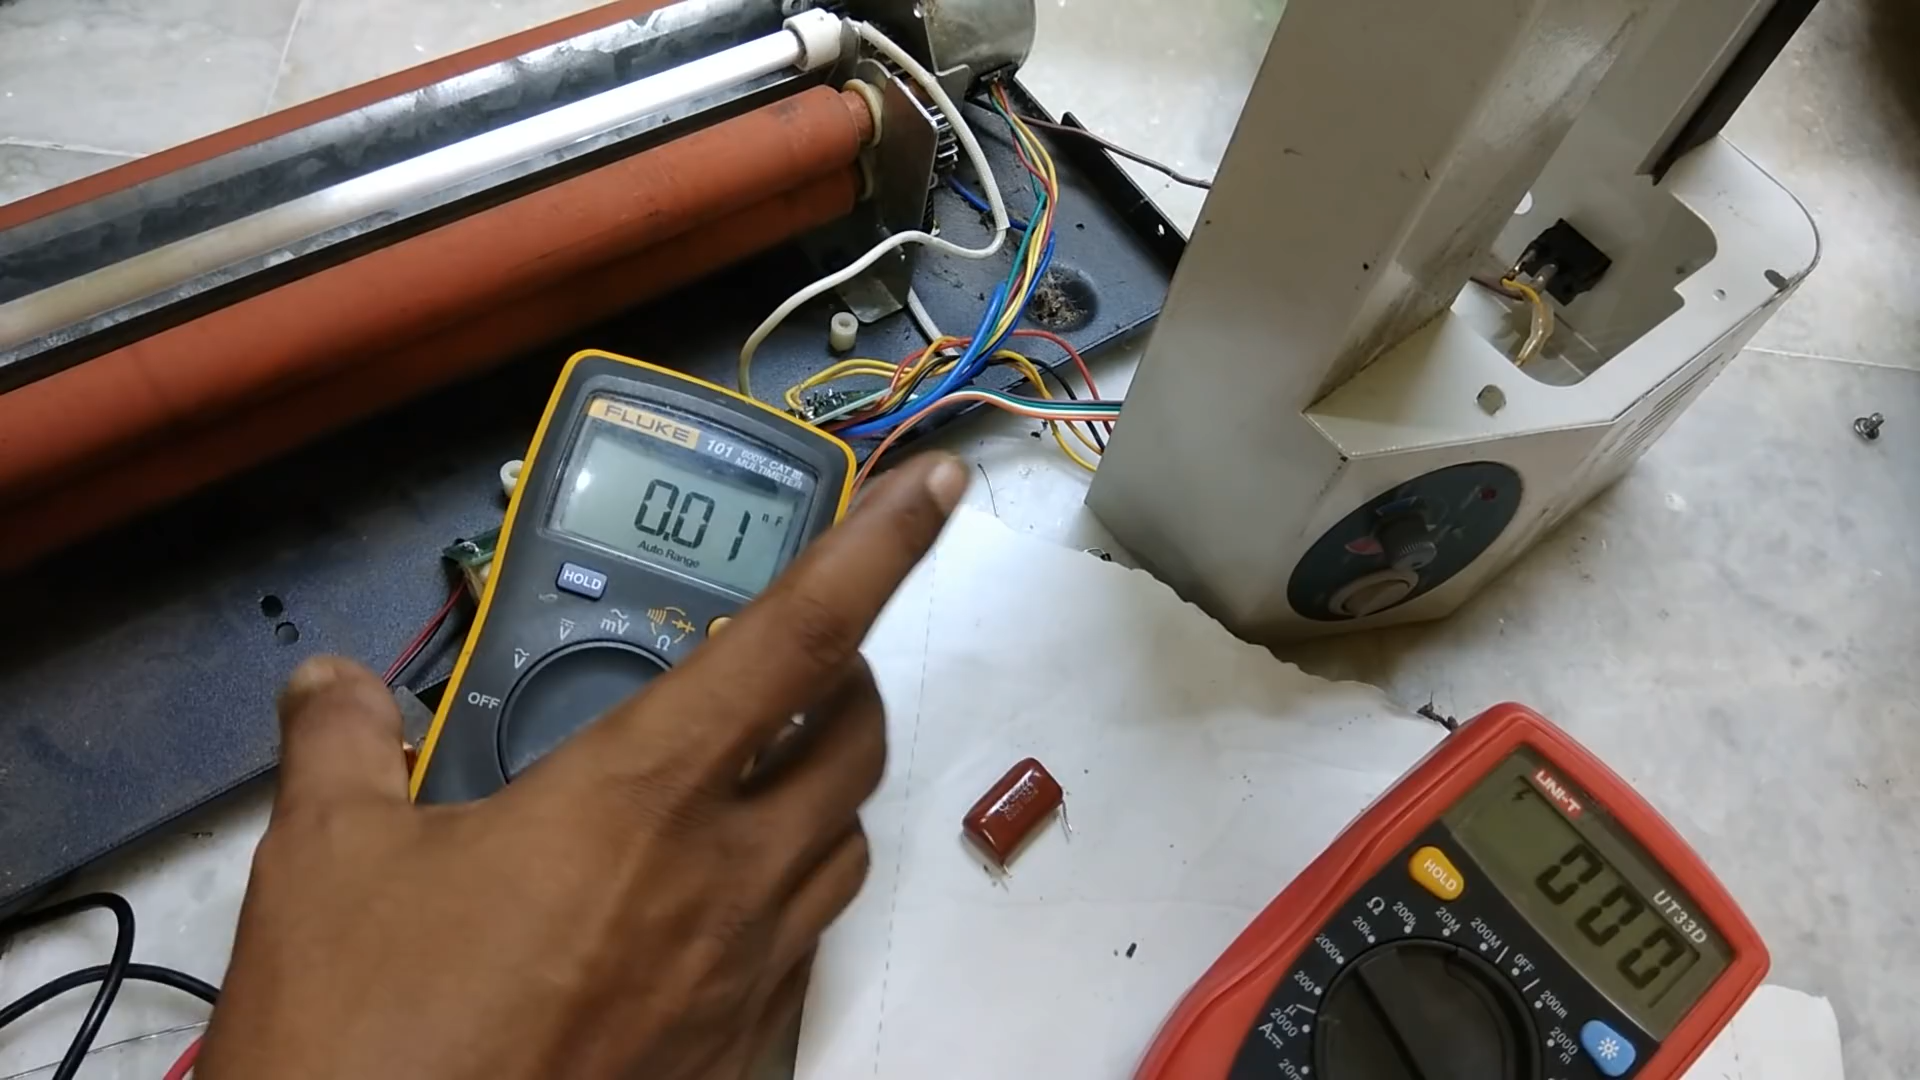 FLUKE
101 600V CAT III
MULTIMETER
0.01 nF
Auto Range
HOLD
V
mV
Ω
V
OFF
UNI-T
UT33D
000
HOLD
Ω
20k
200k
20M
200M
OFF
200m
2000
m
2000
200
μ
2000
A
20m